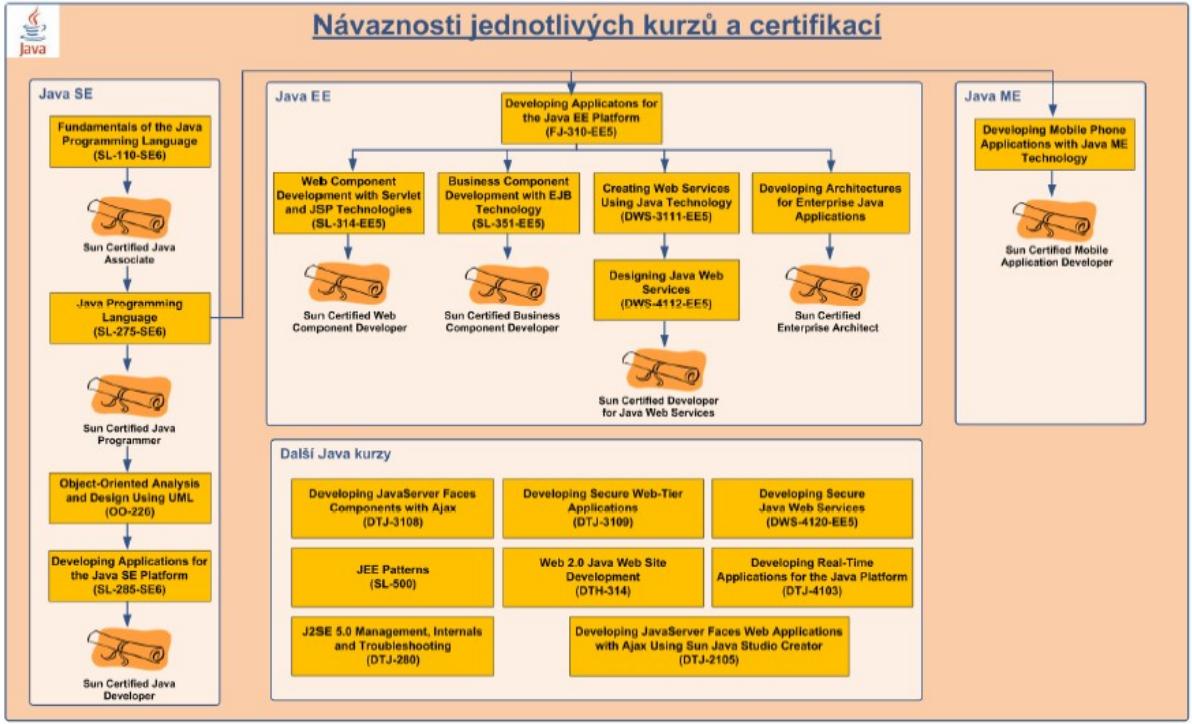 Návaznosti jednotlivých kurzů a certifikací
Java
Java SE
Fundamentals of the Java
Programming Language
(SL-110-SE6)
Sun Certified Java
Associate
Java Programming
Language
(SL-275-SE6)
Sun Certified Java
Programmer
Object-Oriented Analysis
and Design Using UML
(OO-226)
Developing Applications for
the Java SE Platform
(SL-285-SE6)
Sun Certified Java
Developer
Java EE
Developing Applicatons for
the Java EE Platform
(FJ-310-EE5)
Web Component
Development with Servlet
and JSP Technologies
(SL-314-EE5)
Sun Certified Web
Component Developer
Business Component
Development with EJB
Technology
(SL-351-EE5)
Sun Certified Business
Component Developer
Creating Web Services
Using Java Technology
(DWS-3111-EE5)
Designing Java Web
Services
(DWS-4112-EE5)
Sun Certified Developer
for Java Web Services
Developing Architectures
for Enterprise Java
Applications
Sun Certified
Enterprise Architect
Java ME
Developing Mobile Phone
Applications with Java ME
Technology
Sun Certified Mobile
Application Developer
Další Java kurzy
Developing JavaServer Faces
Components with Ajax
(DTJ-3108)
Developing Secure Web-Tier
Applications
(DTJ-3109)
Developing Secure
Java Web Services
(DWS-4120-EE5)
JEE Patterns
(SL-500)
Web 2.0 Java Web Site
Development
(DTH-314)
Developing Real-Time
Applications for the Java Platform
(DTJ-4103)
J2SE 5.0 Management, Internals
and Troubleshooting
(DTJ-280)
Developing JavaServer Faces Web Applications
with Ajax Using Sun Java Studio Creator
(DTJ-2105)